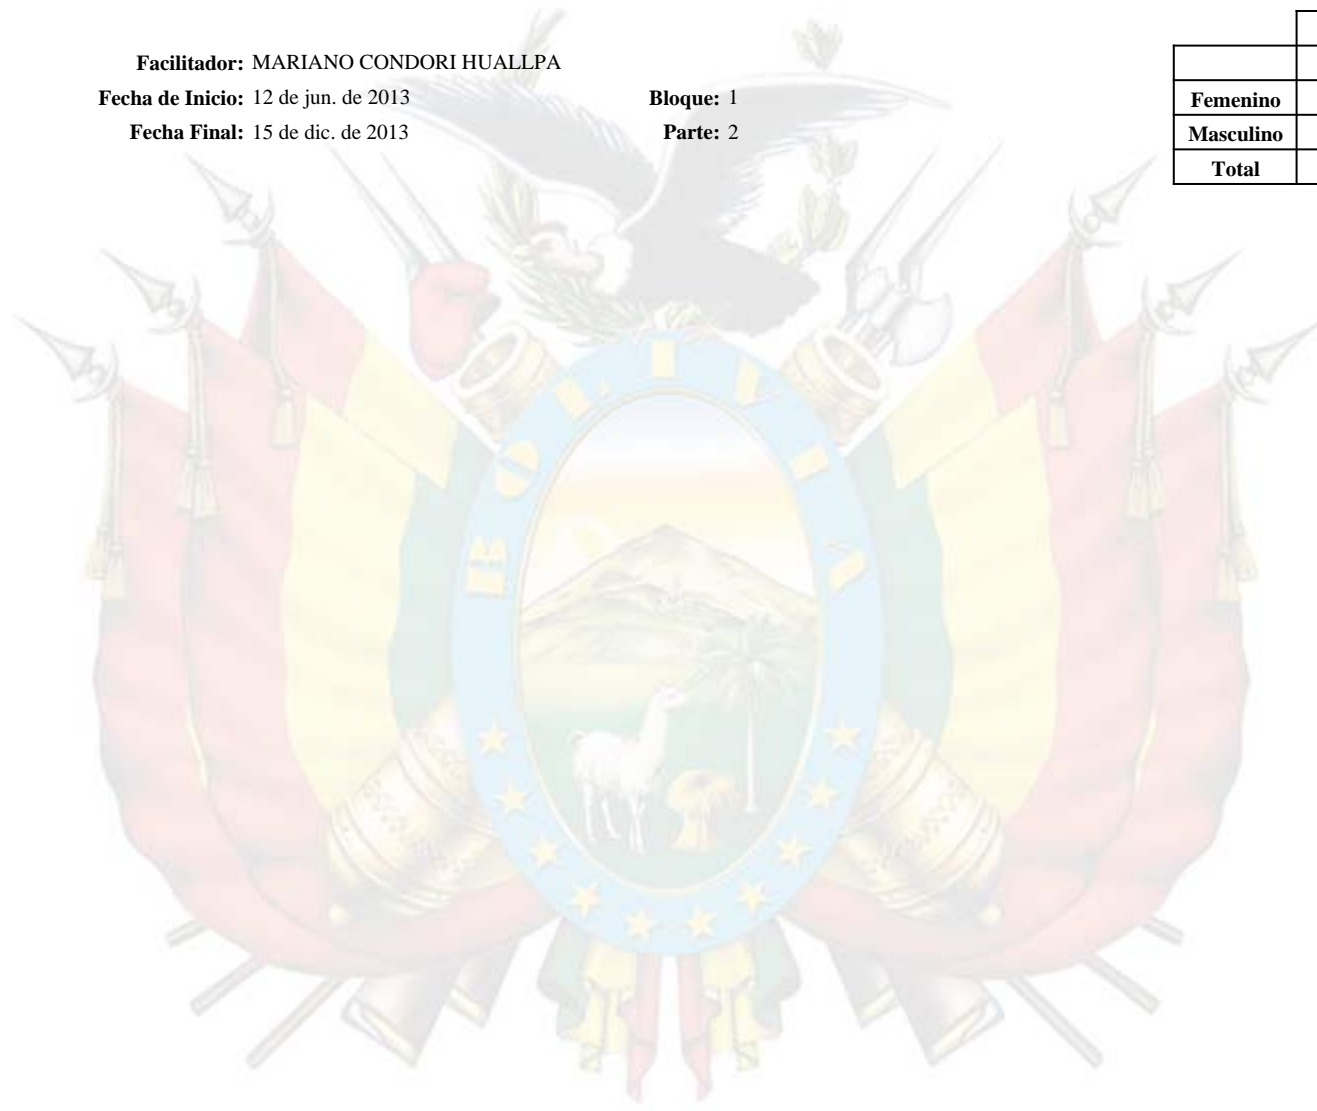 Facilitador: MARIANO CONDORI HUALLPA
Fecha de Inicio: 12 de jun. de 2013 Bloque: 1
Fecha Final: 15 de dic. de 2013 Parte: 2
Femenino
Masculino
Total
BOLIVIA